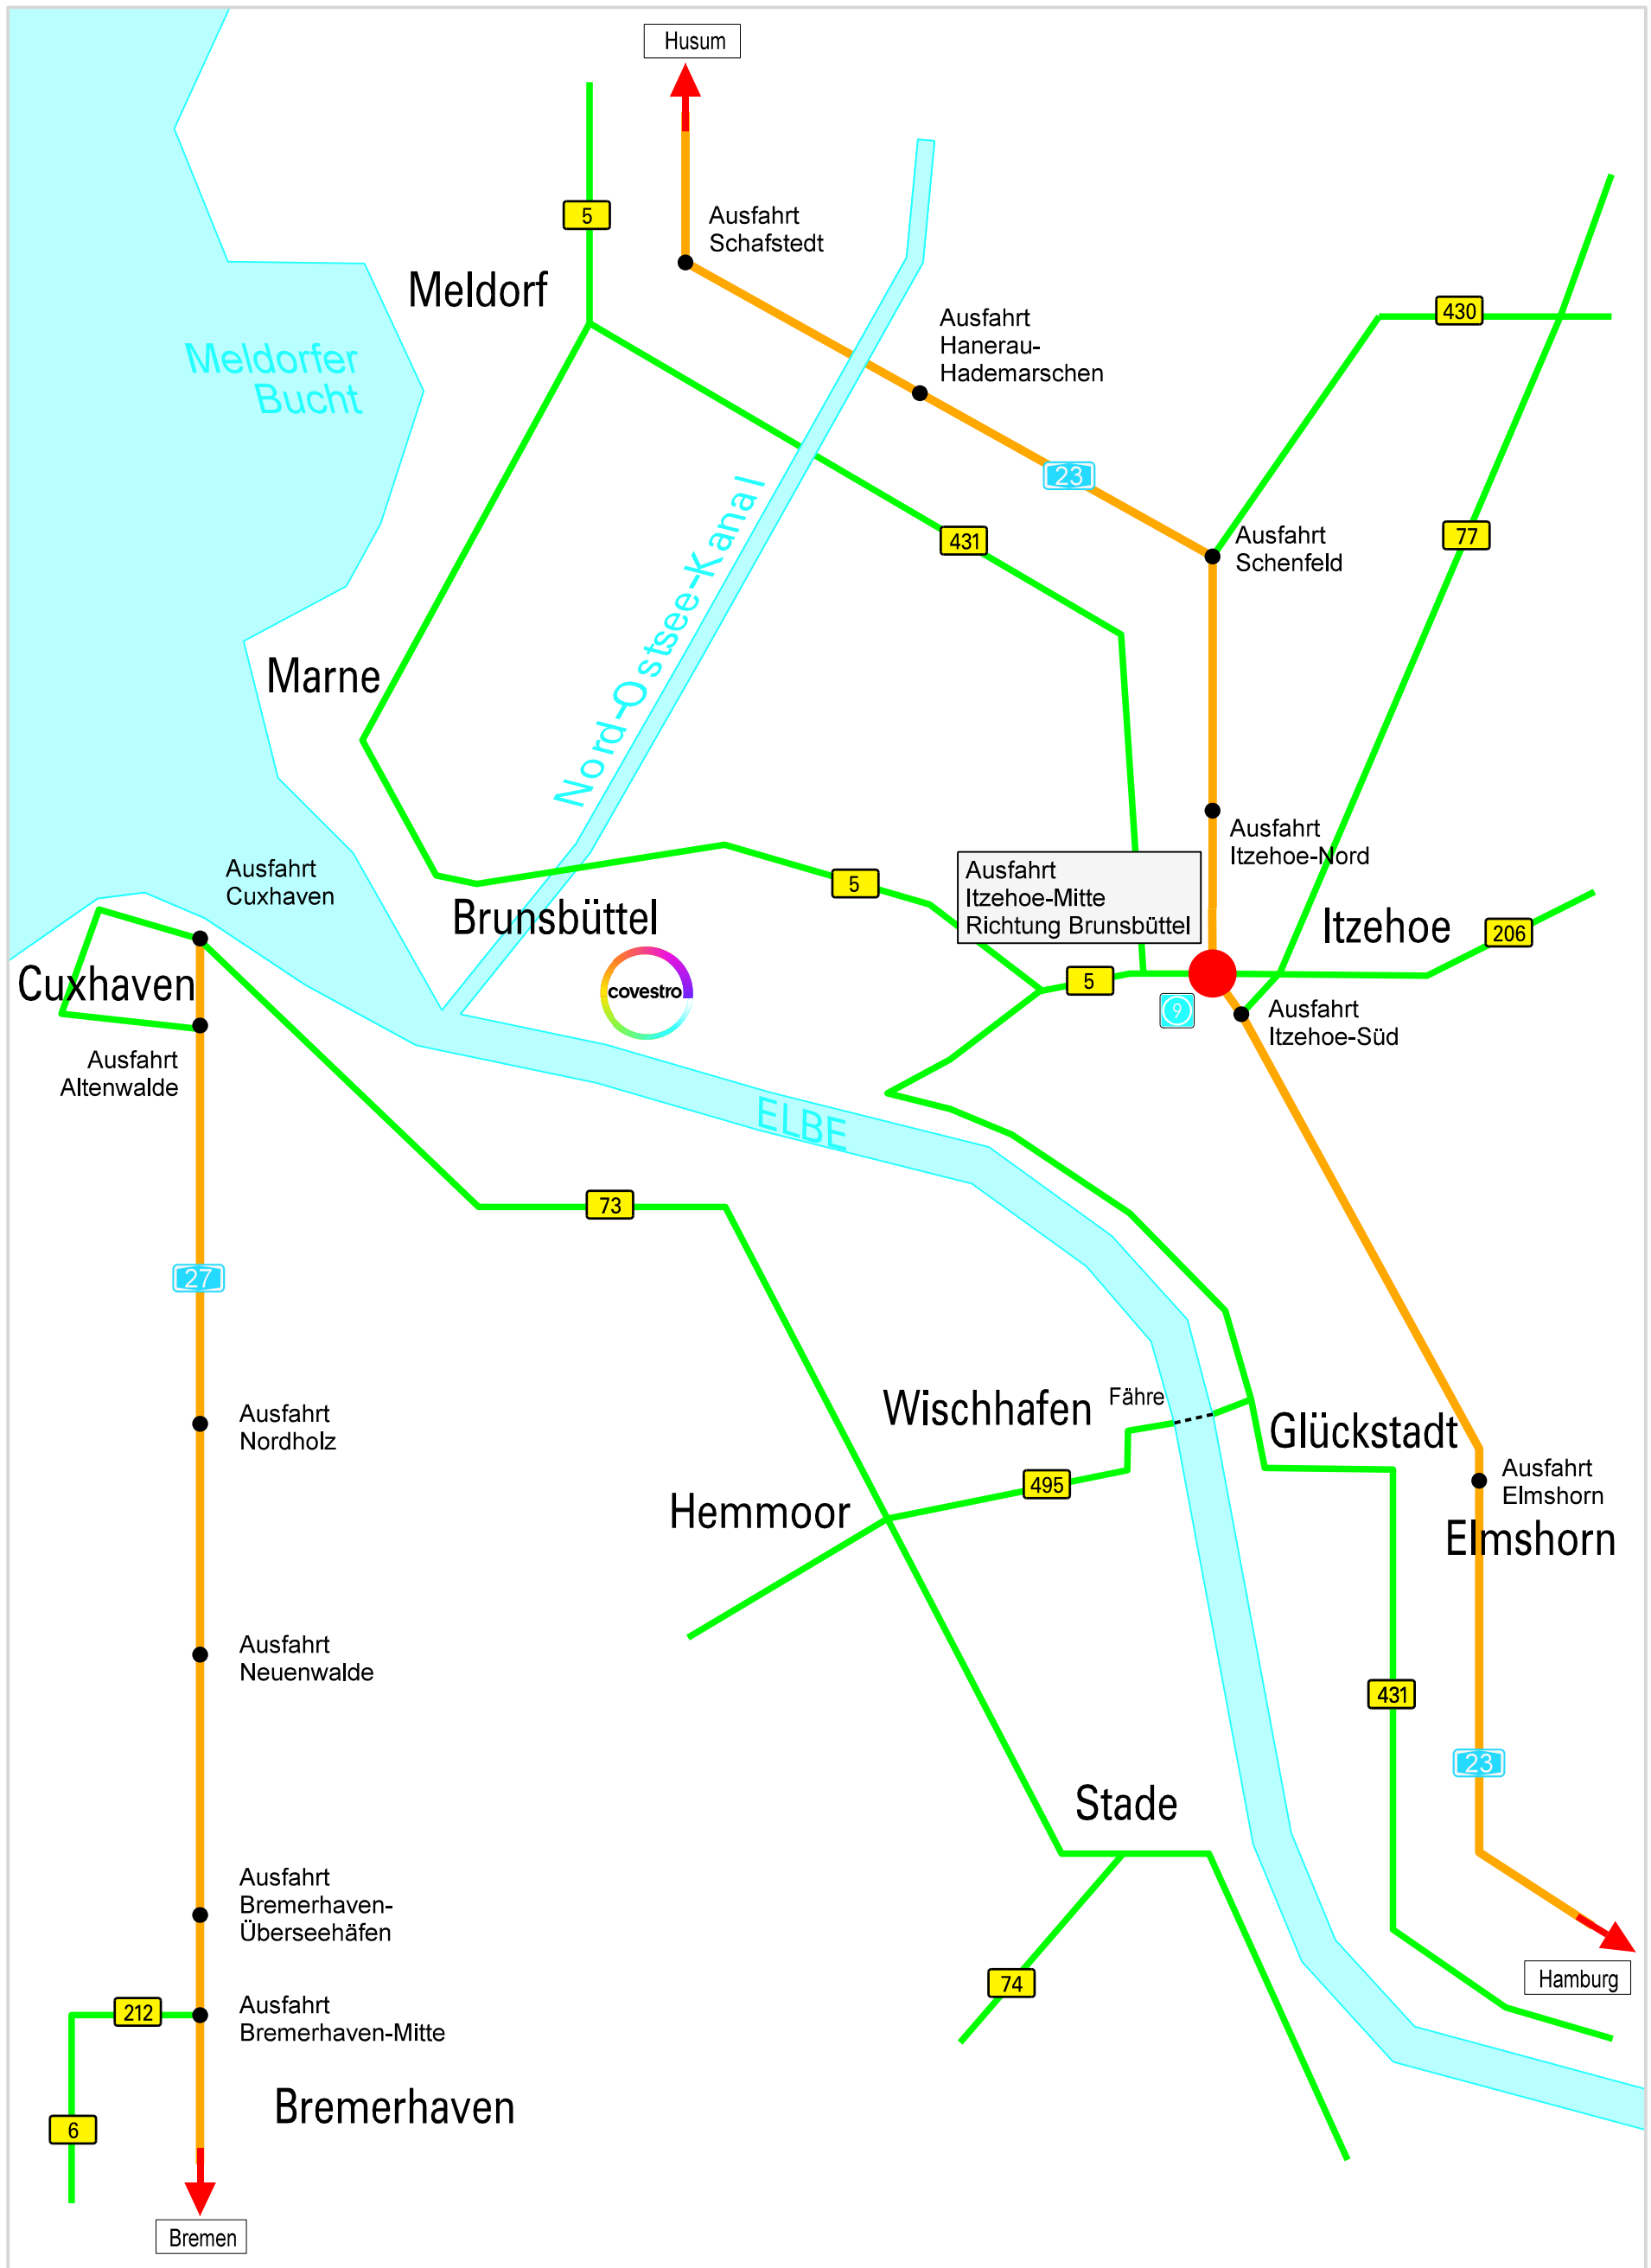 Husum
5
Ausfahrt
Schafstedt
Meldorf
Ausfahrt
Hanerau-
Hademarschen
430
Meldorfer
Bucht
23
Nord-Ostsee-Kanal
431
77
Ausfahrt
Schenfeld
Marne
Ausfahrt
Itzehoe-Nord
Ausfahrt
Cuxhaven
5
Ausfahrt
Itzehoe-Mitte
Richtung Brunsbüttel
Brunsbüttel
Itzehoe
206
Cuxhaven
covestro
5
9
Ausfahrt
Itzehoe-Süd
Ausfahrt
Altenwalde
ELBE
73
27
Wischhafen
Fähre
Glückstadt
Ausfahrt
Nordholz
495
Ausfahrt
Elmshorn
Hemmoor
Elmshorn
Ausfahrt
Neuenwalde
431
23
Stade
Ausfahrt
Bremerhaven-
Überseehäfen
74
Hamburg
212
Ausfahrt
Bremerhaven-Mitte
Bremerhaven
6
Bremen